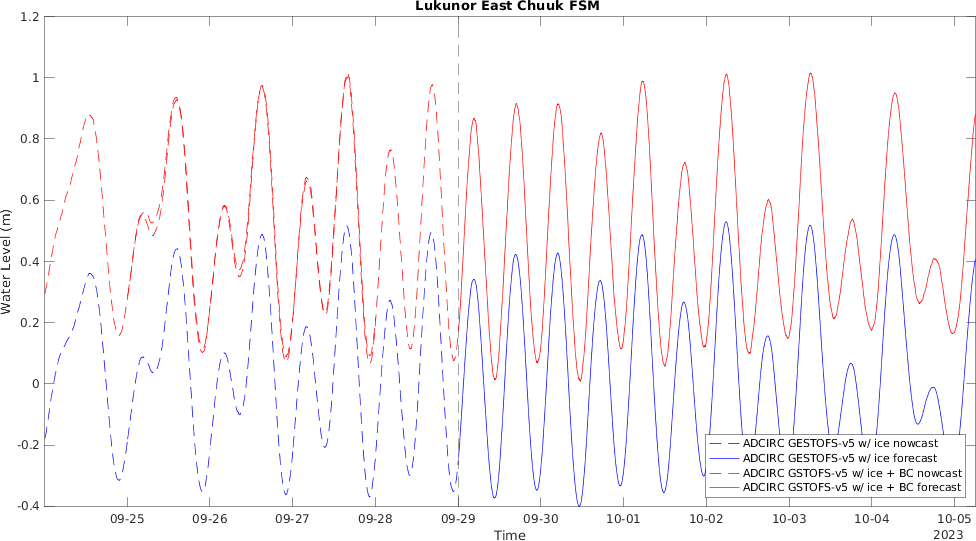 Lukunor East Chuuk FSM
1.2
1
0.8
0.6
0.4
0.2
0
-0.2
-0.4
Water Level (m)
ADCIRC GESTOFS-v5 w/ ice nowcast
ADCIRC GESTOFS-v5 w/ ice forecast
ADCIRC GSTOFS-v5 w/ ice + BC nowcast
ADCIRC GSTOFS-v5 w/ ice + BC forecast
09-25 09-26 09-27 09-28 09-29 09-30 10-01 10-02 10-03 10-04 10-05
Time
2023